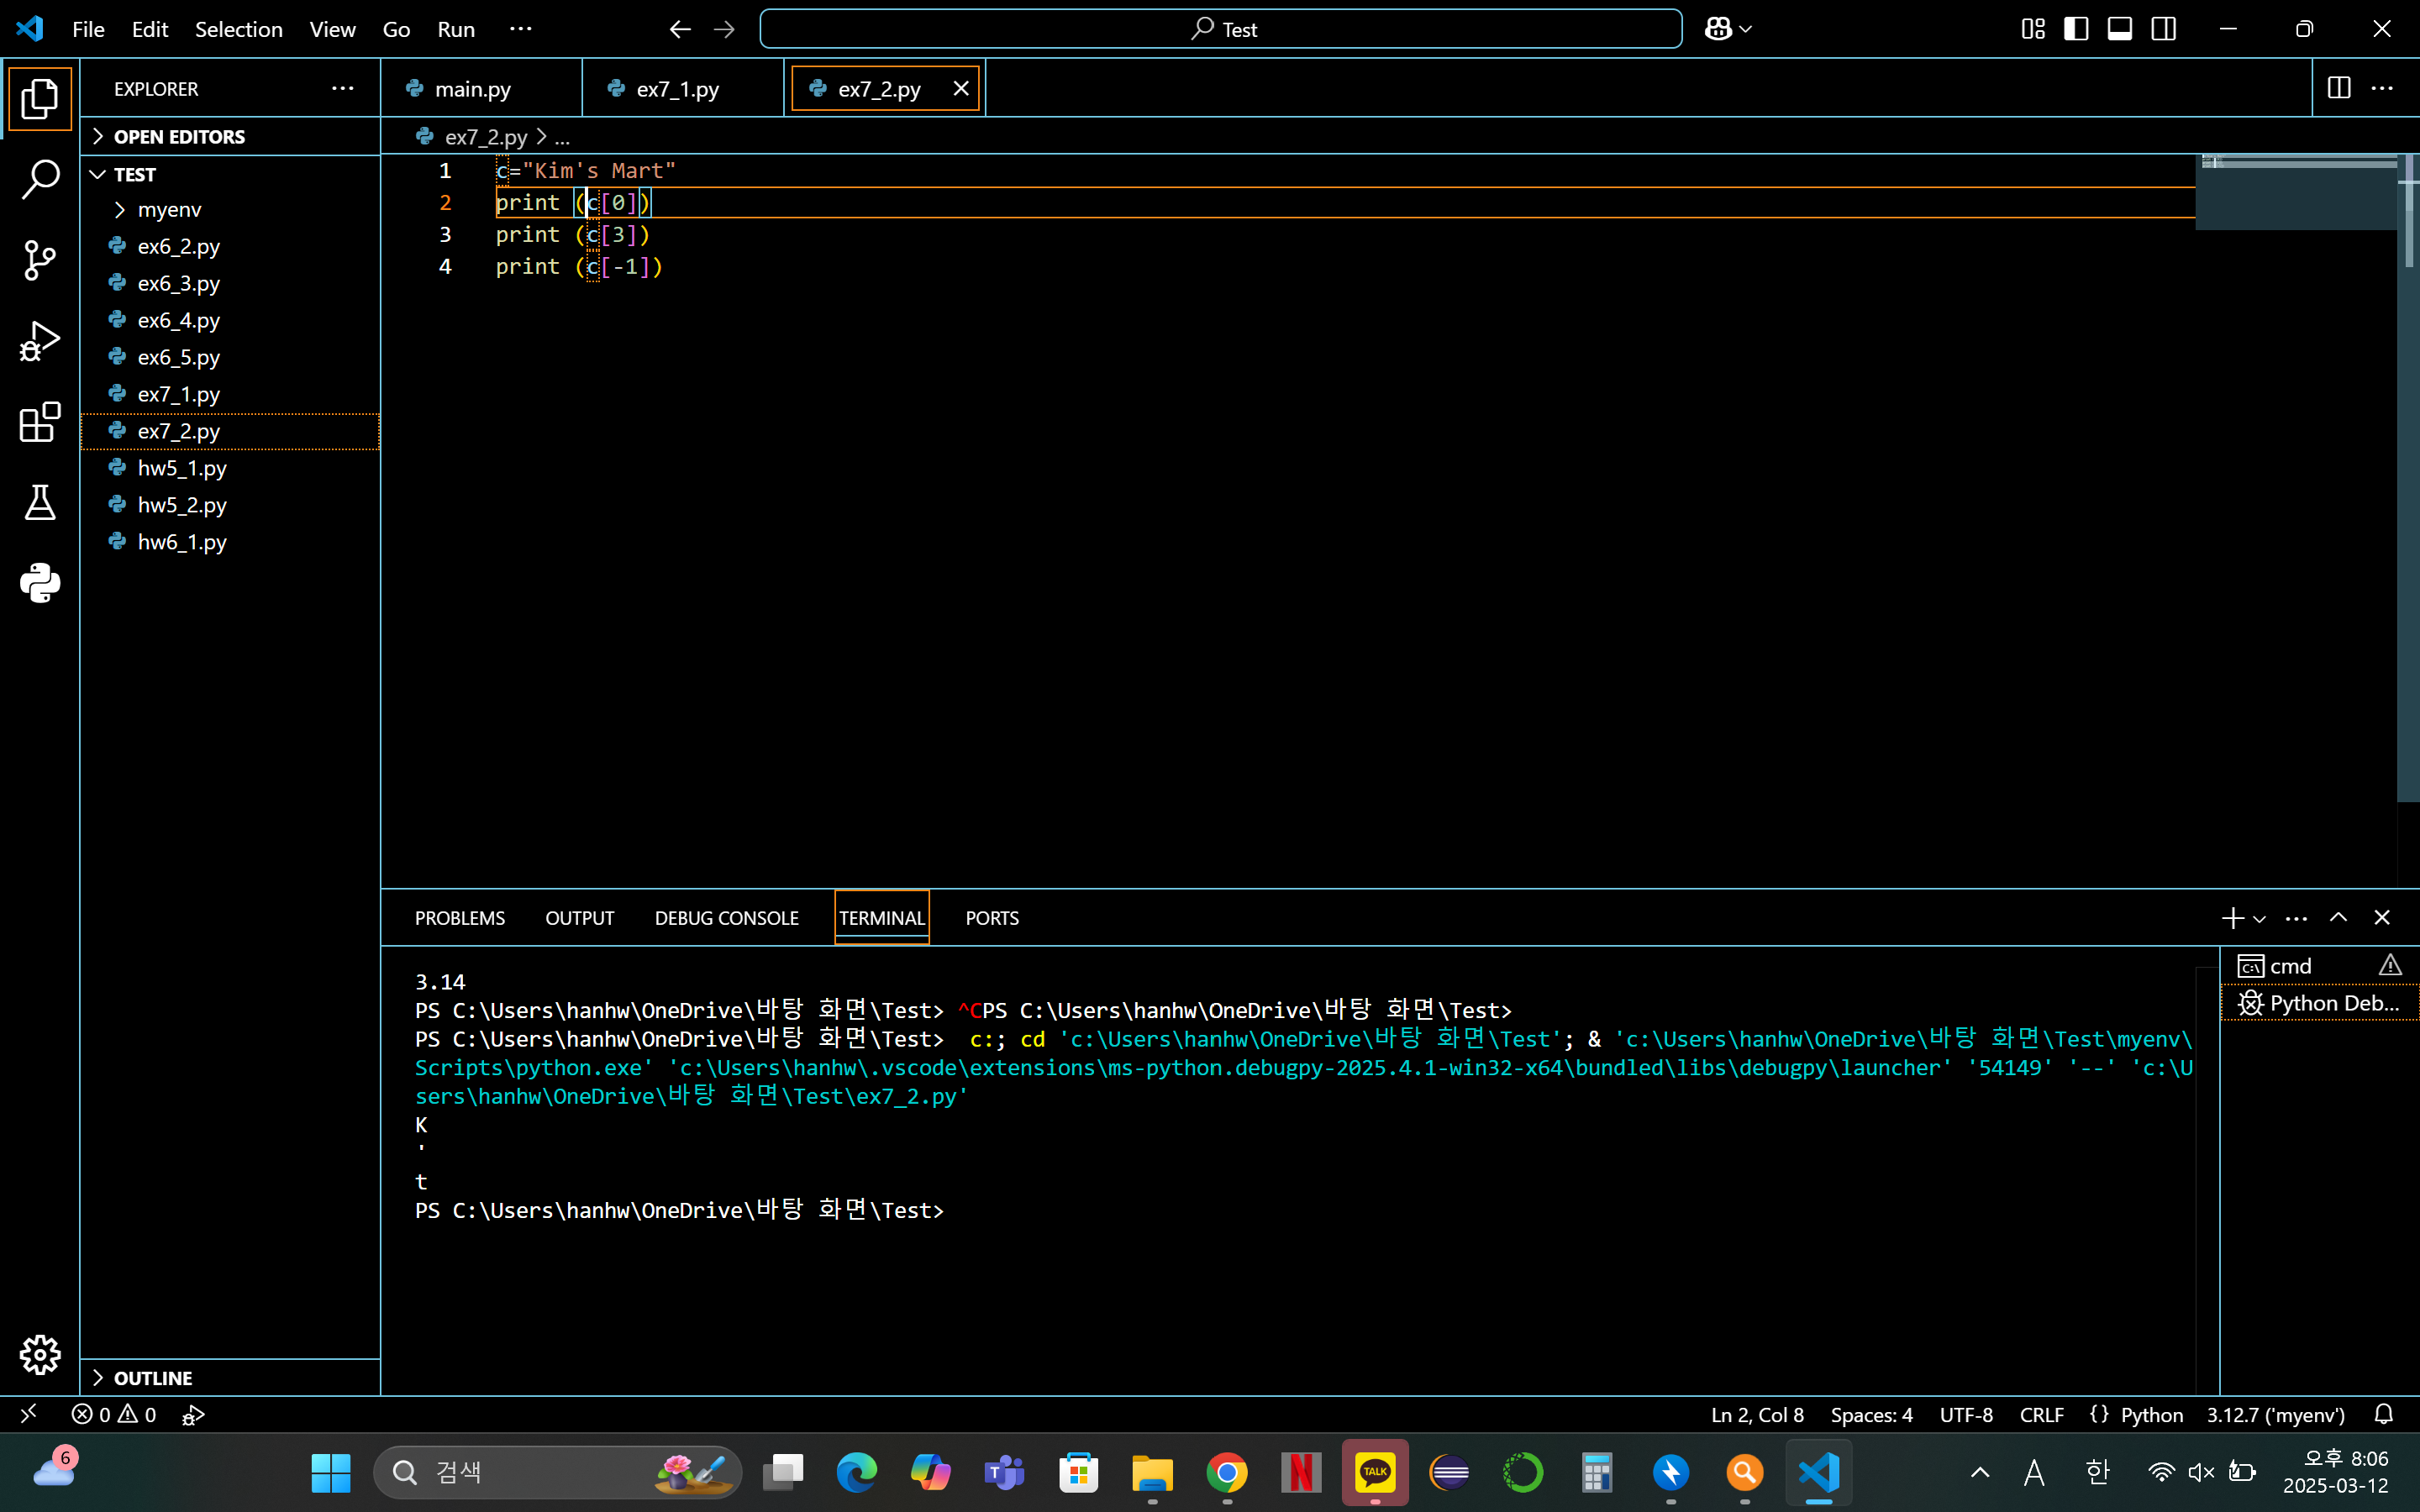 File Edit Selection View Go Run ···
Test
EXPLORER
main.py
ex7_1.py
ex7_2.py
OPEN EDITORS
ex7_2.py > ...
TEST
myenv
ex6_2.py
ex6_3.py
ex6_4.py
ex6_5.py
ex7_1.py
ex7_2.py
hw5_1.py
hw5_2.py
hw6_1.py
OUTLINE
1 c="Kim's Mart"
2 print (c[0])
3 print (c[3])
4 print (c[-1])
PROBLEMS OUTPUT DEBUG CONSOLE TERMINAL PORTS
3.14
PS C:\Users\hanhw\OneDrive\바탕 화면\Test> ^CPS C:\Users\hanhw\OneDrive\바탕 화면\Test>
PS C:\Users\hanhw\OneDrive\바탕 화면\Test>  c:; cd 'c:\Users\hanhw\OneDrive\바탕 화면\Test'; & 'c:\Users\hanhw\OneDrive\바탕 화면\Test\myenv\
Scripts\python.exe' 'c:\Users\hanhw\.vscode\extensions\ms-python.debugpy-2025.4.1-win32-x64\bundled\libs\debugpy\launcher' '54149' '--' 'c:\U
sers\hanhw\OneDrive\바탕 화면\Test\ex7_2.py'
K
'
t
PS C:\Users\hanhw\OneDrive\바탕 화면\Test>
cmd
Python Deb...
0 0
Ln 2, Col 8 Spaces: 4 UTF-8 CRLF {} Python 3.12.7 ('myenv')
6
검색
T
N
TALK
A 한
오후 8:06
2025-03-12